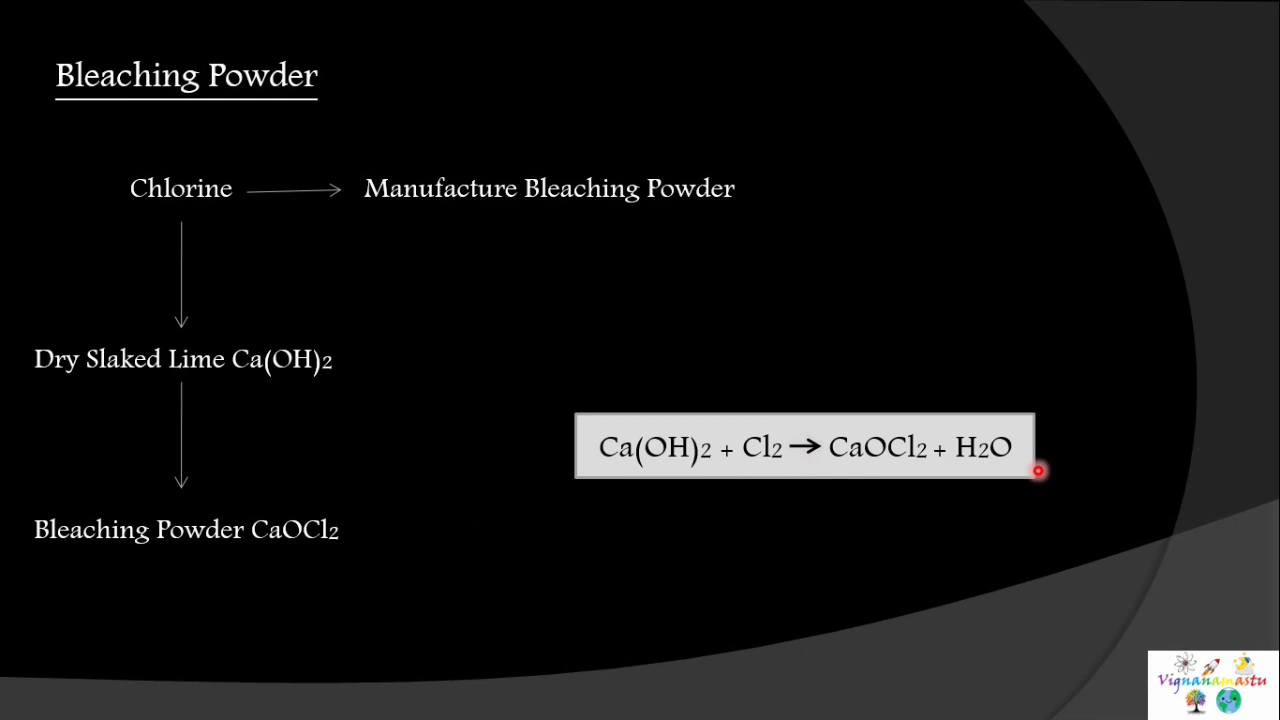 Bleaching Powder
Chlorine → Manufacture Bleaching Powder
Dry Slaked Lime Ca(OH)2
Ca(OH)2 + Cl2 → CaOCl2 + H2O
Bleaching Powder CaOCl2
Vignanamastu